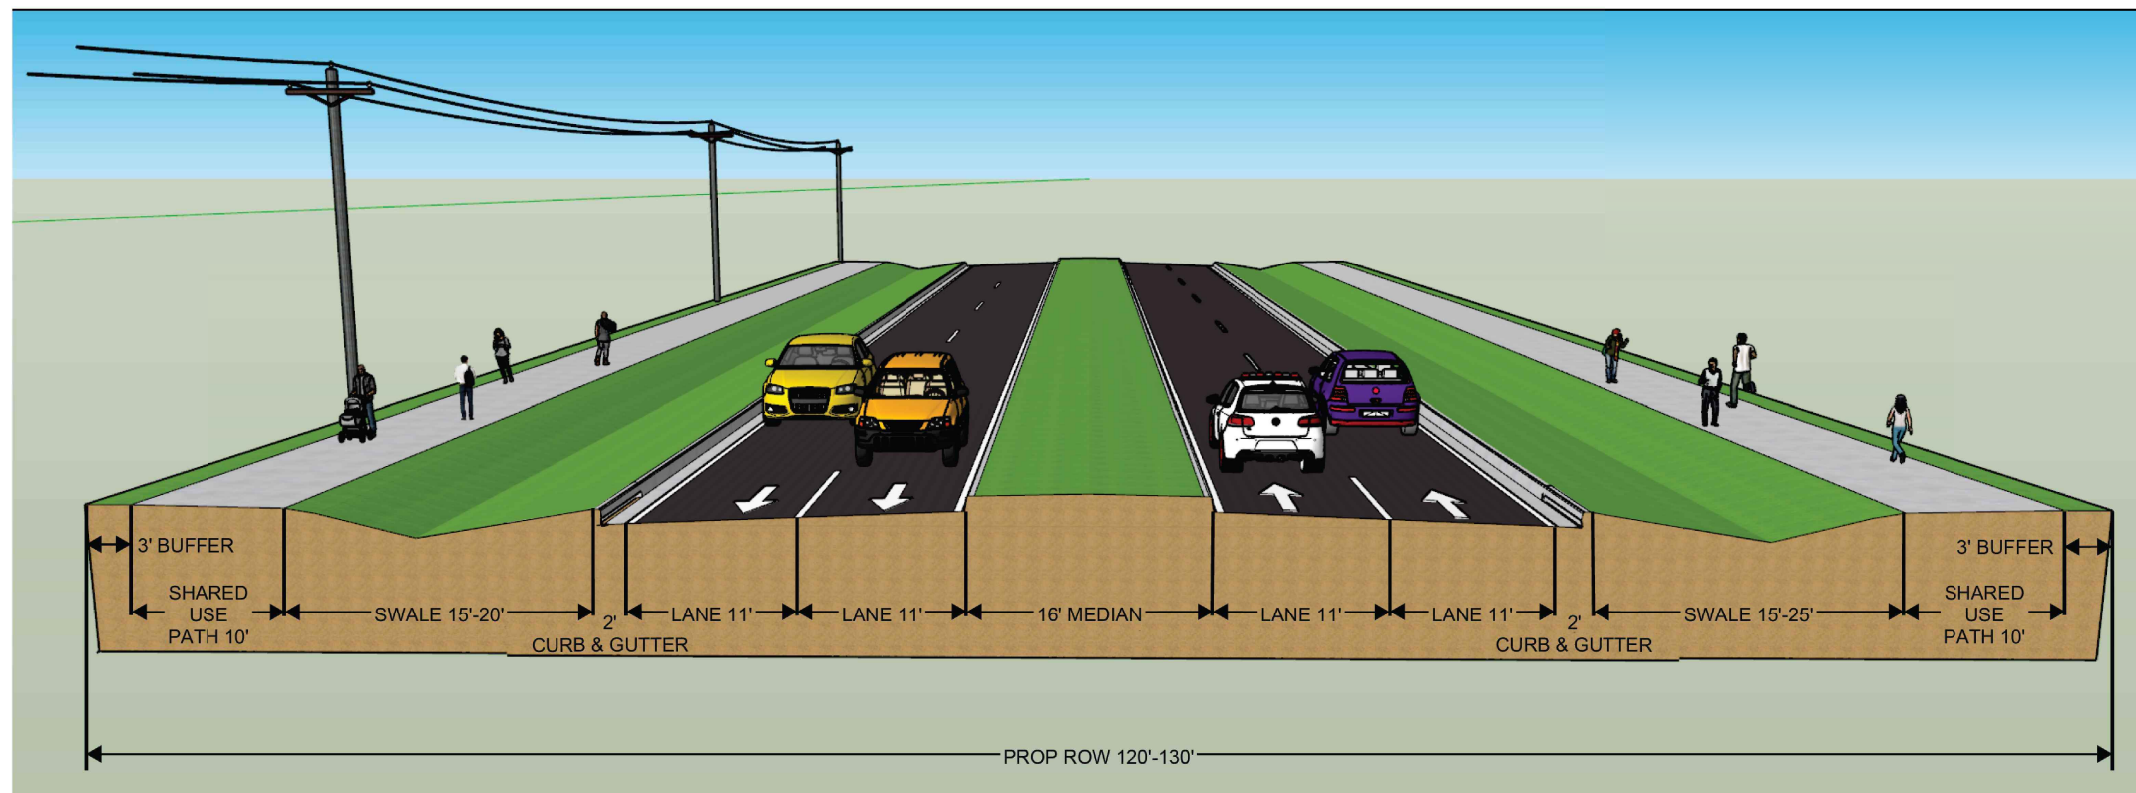 3' BUFFER
3' BUFFER
SHARED
USE
PATH 10'
SWALE 15'-20'
2'
CURB & GUTTER
LANE 11'
LANE 11'
16' MEDIAN
LANE 11'
LANE 11'
2'
CURB & GUTTER
SWALE 15'-25'
SHARED
USE
PATH 10'
PROP ROW 120'-130'